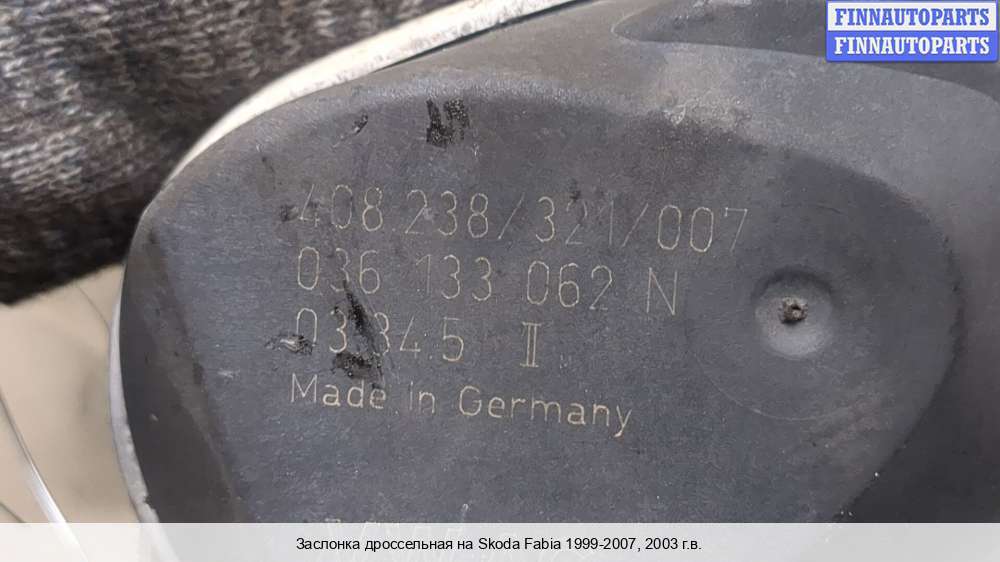 FINNAUTOPARTS
FINNAUTOPARTS
408 238/321/007
036 133 062 N
03.34.5 II
Made in Germany
Заслонка дроссельная на Skoda Fabia 1999-2007, 2003 г.в.